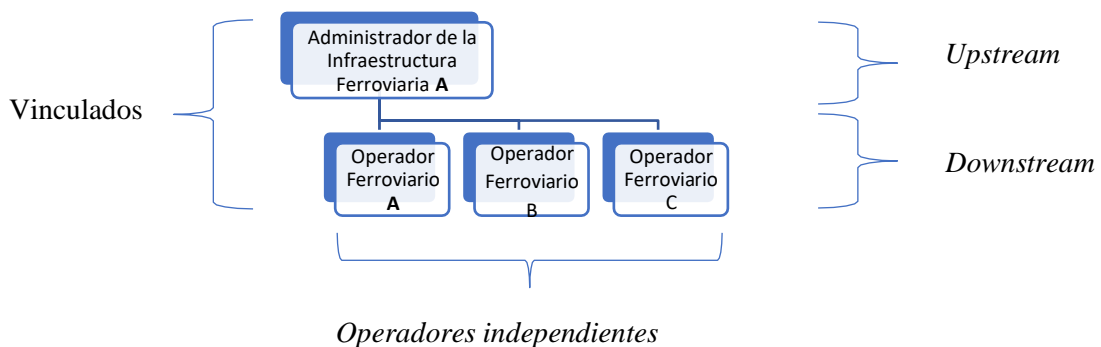 Administrador de la
Infraestructura
Ferroviaria A
Upstream
Vinculados
Operador
Ferroviario
A
Operador
Ferroviario
B
Operador
Ferroviario
C
Downstream
Operadores independientes